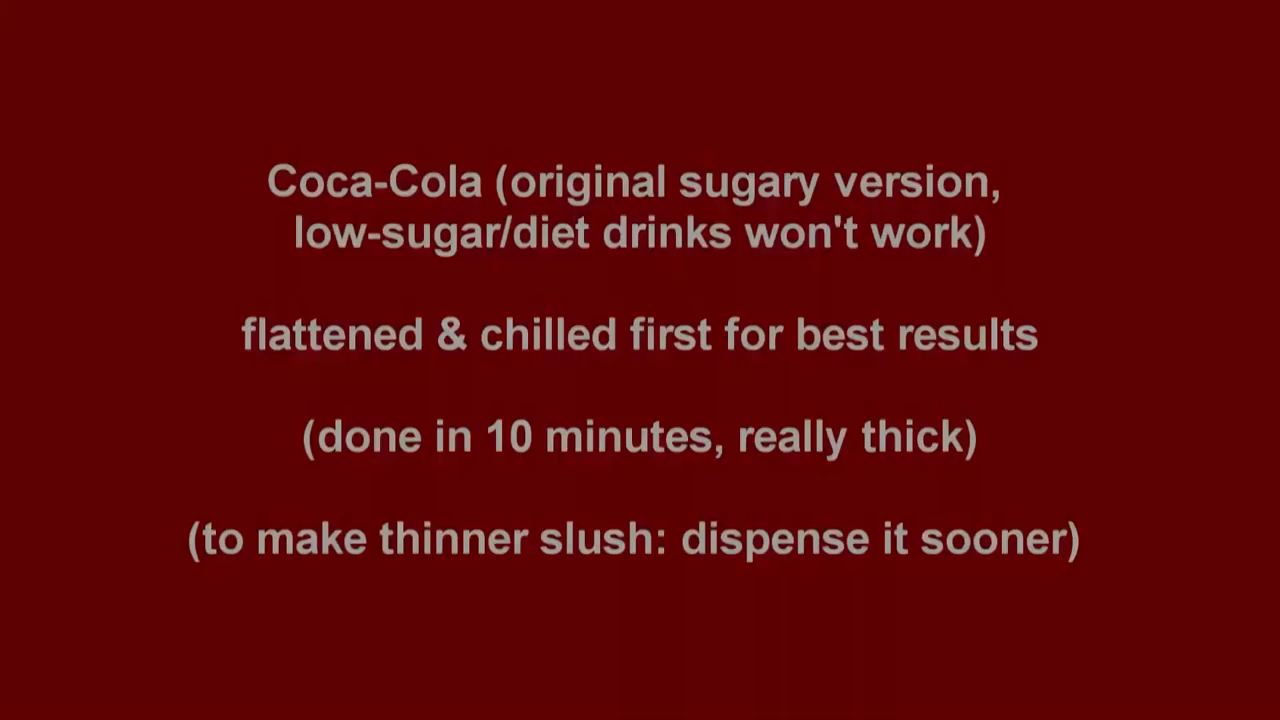 Coca-Cola (original sugary version,
low-sugar/diet drinks won't work)
flattened & chilled first for best results
(done in 10 minutes, really thick)
(to make thinner slush: dispense it sooner)